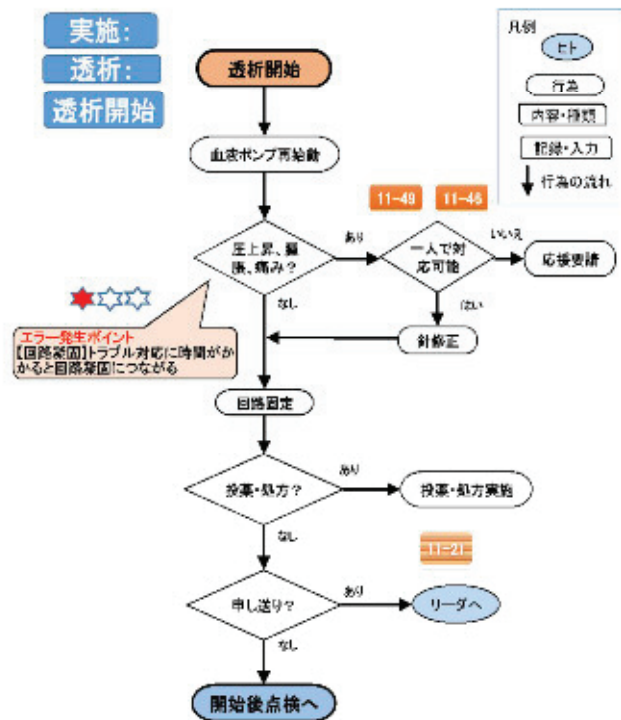 実施:
透析:
透析開始
凡例
ヒト
行為
内容・種類
記録・入力
行為の流れ
透析開始
血液ポンプ再始動
11-49
11-46
圧上昇、腫
脹、痛み?
あり
一人で対
応可能
いいえ
応援要請
なし
はい
針修正
エラー発生ポイント
【回路凝固】トラブル対応に時間がか
かると回路凝固につながる
回路固定
投薬・処方?
あり
投薬・処方実施
なし
11-21
申し送り?
あり
リーダへ
なし
開始後点検へ